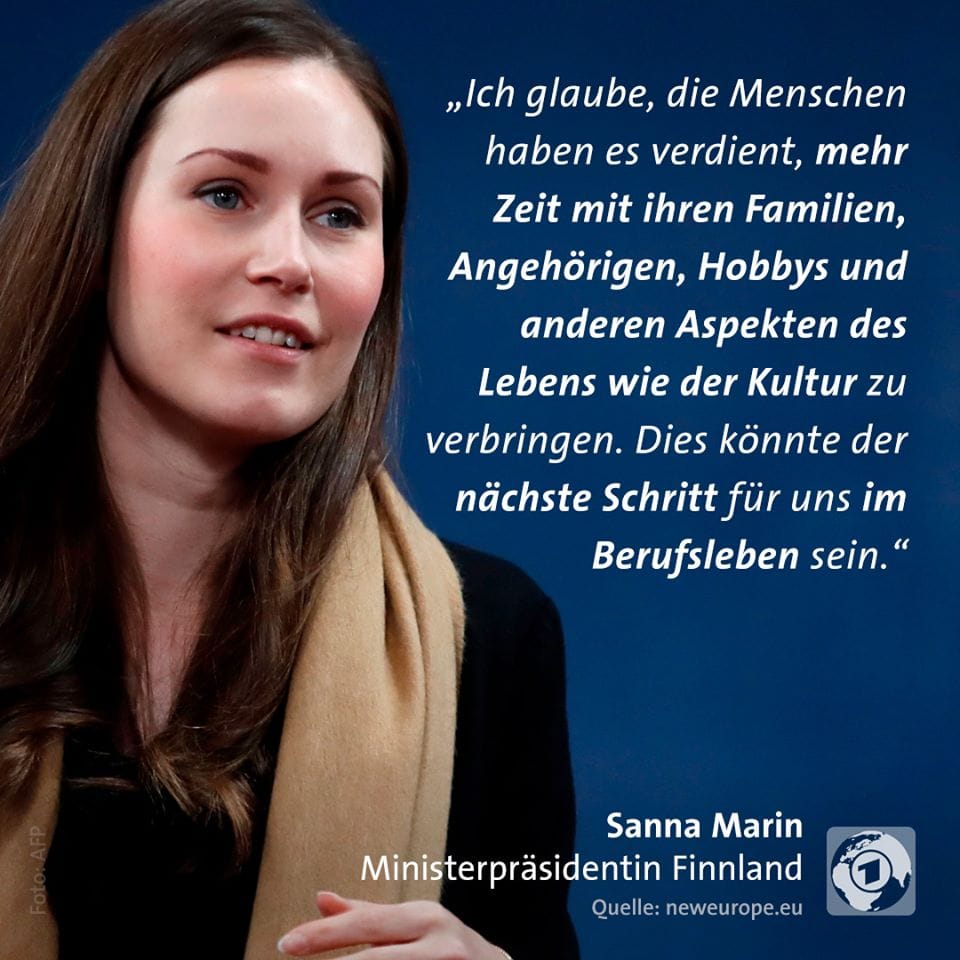 „Ich glaube, die Menschen
haben es verdient, mehr
Zeit mit ihren Familien,
Angehörigen, Hobbys und
anderen Aspekten des
Lebens wie der Kultur zu
verbringen. Dies könnte der
nächste Schritt für uns im
Berufsleben sein.“
Sanna Marin
Ministerpräsidentin Finnland
Quelle: neweurope.eu
1
Foto: AFP